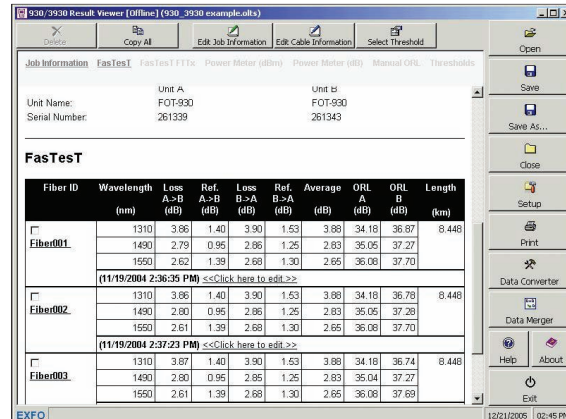 930/3930 Result Viewer [Offline] (930_3930 example.olts)
Delete
Copy All
Edit Job Information
Edit Cable Information
Select Threshold
Job Information FasTesT FasTesT FTTx Power Meter (dBm) Power Meter (dB) Manual ORL Thresholds
Unit A Unit B
Unit Name: FOT-930 FOT-930
Serial Number: 261339 261343
FasTesT
Fiber ID Wavelength (nm) Loss A->B (dB) Ref. A->B (dB) Loss B->A (dB) Ref. B->A (dB) Average (dB) ORL A (dB) ORL B (dB) Length (km)
Fiber001
1310 3.86 1.40 3.90 1.53 3.88 34.18 36.87 8.448
1490 2.79 0.95 2.86 1.25 2.83 35.05 37.27
1550 2.62 1.39 2.68 1.30 2.65 36.08 37.70
(11/19/2004 2:36:35 PM) <<Click here to edit.>>
Fiber002
1310 3.86 1.40 3.90 1.53 3.88 34.18 36.78 8.448
1490 2.80 0.95 2.86 1.25 2.83 35.05 37.28
1550 2.61 1.39 2.68 1.30 2.65 36.08 37.70
(11/19/2004 2:37:23 PM) <<Click here to edit.>>
Fiber003
1310 3.87 1.40 3.90 1.53 3.88 34.18 36.74 8.448
1490 2.80 0.95 2.85 1.25 2.83 35.04 37.27
1550 2.61 1.39 2.68 1.30 2.65 36.08 37.69
Open
Save
Save As...
Close
Setup
Print
Data Converter
Data Merger
Help
About
Exit
EXFO
12/21/2005 02:45 PM